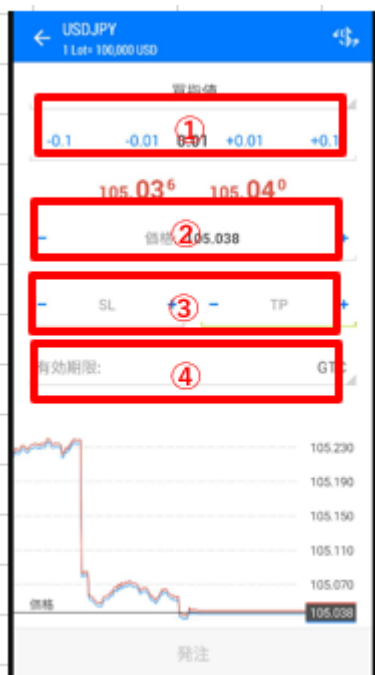 USDJPY
1 Lot= 100,000 USD
買指値
①
-0.1 -0.01 0.01 +0.01 +0.1
105.03⁶ 105.04⁰
②
- 価格: 105.038 +
③
- SL + - TP +
④
有効期限: GTC
105.230
105.190
105.150
105.110
105.070
価格
105.038
発注